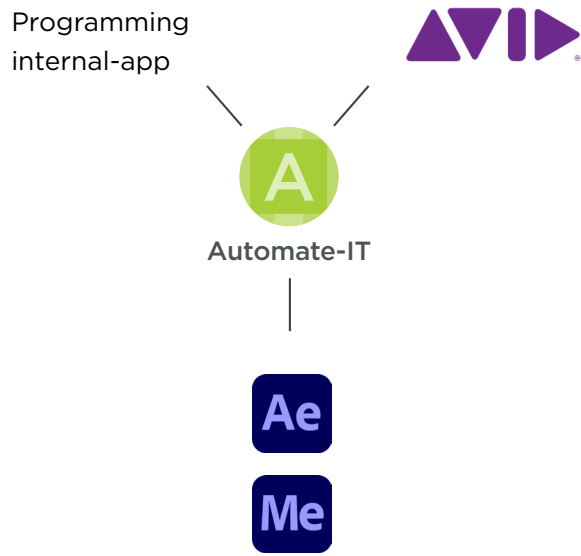 Programming
internal-app
AVID
®
A
Automate-IT
Ae
Me